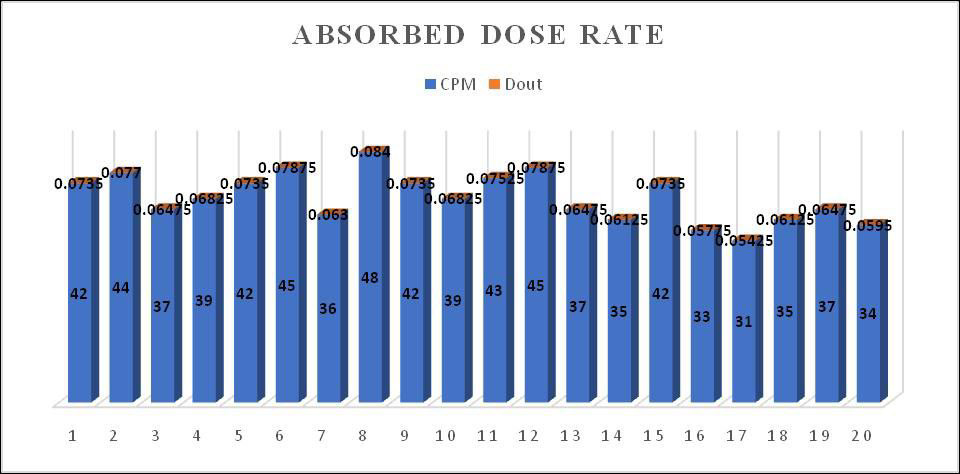 ABSORBED DOSE RATE
CPM Dout
0.0735 0.077 0.06475 0.06825 0.0735 0.07875 0.063 0.084 0.0735 0.06825 0.07525 0.07875 0.06475 0.06125 0.0735 0.05775 0.05425 0.06125 0.06475 0.0595
42 44 37 39 42 45 36 48 42 39 43 45 37 35 42 33 31 35 37 34
1 2 3 4 5 6 7 8 9 10 11 12 13 14 15 16 17 18 19 20